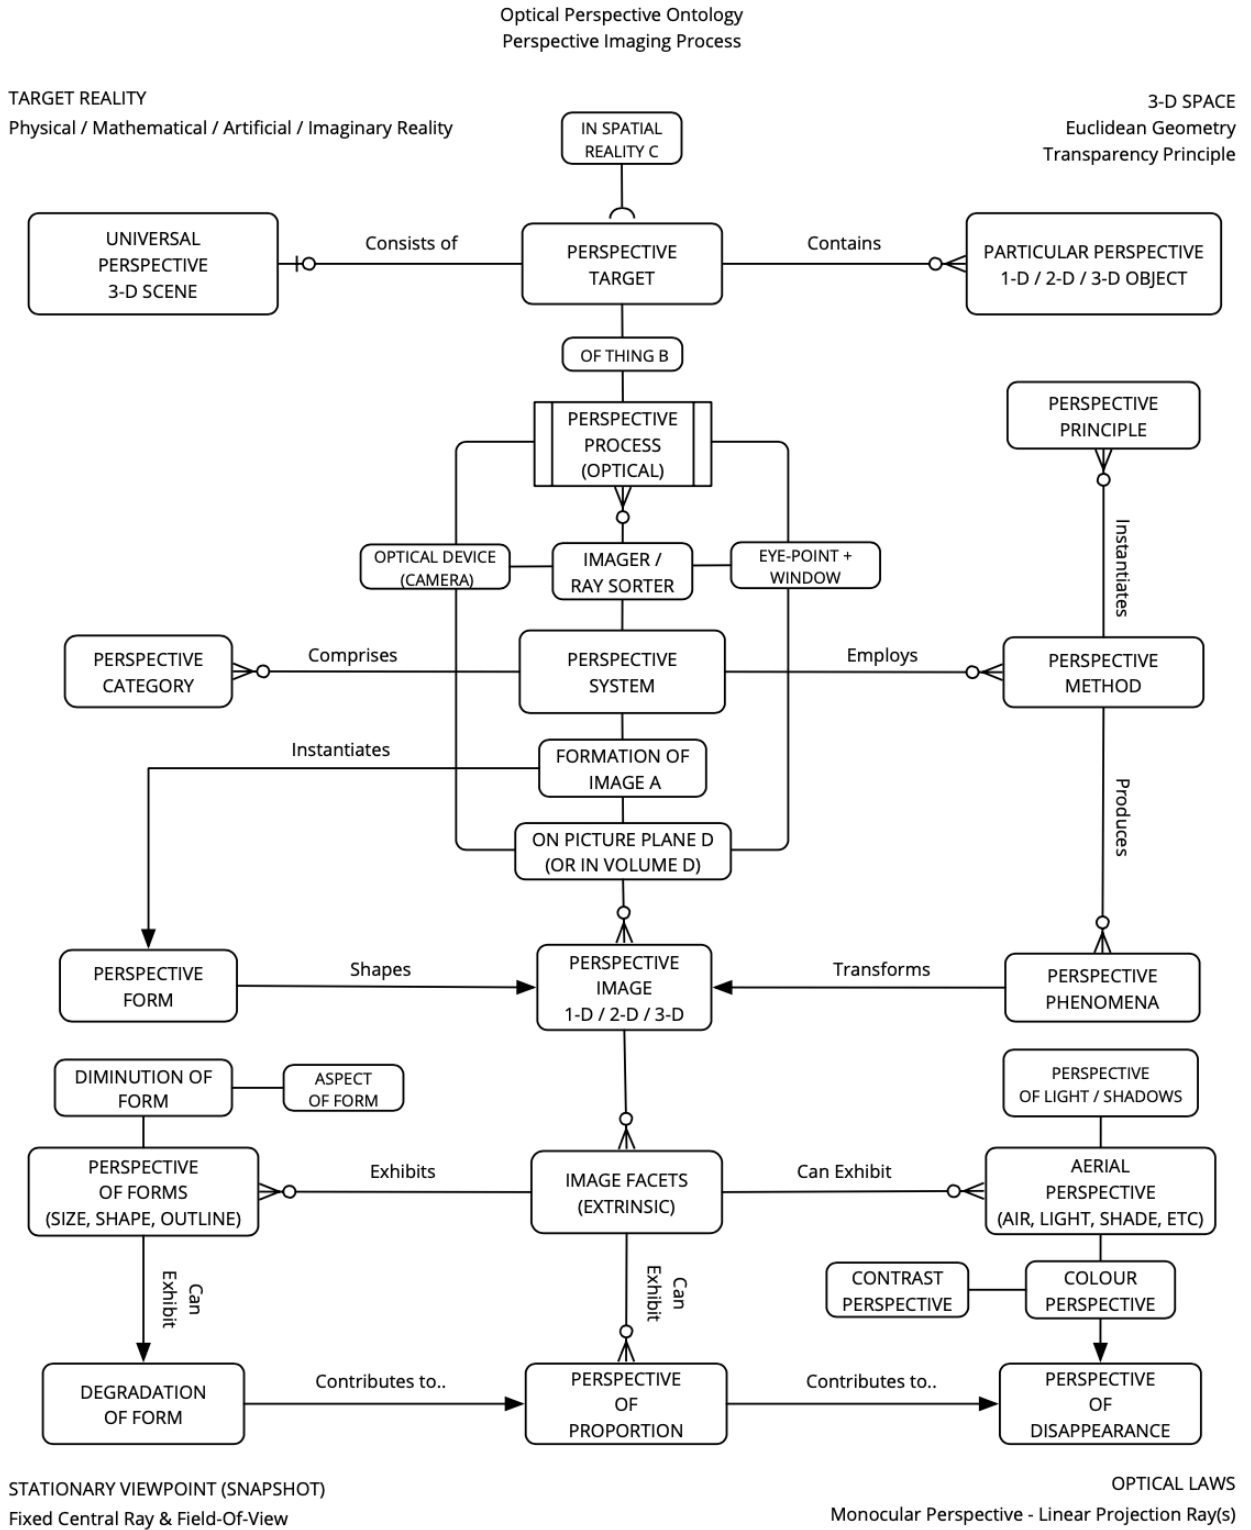 Optical Perspective Ontology
Perspective Imaging Process
TARGET REALITY
Physical / Mathematical / Artificial / Imaginary Reality
3-D SPACE
Euclidean Geometry
Transparency Principle
IN SPATIAL
REALITY C
UNIVERSAL
PERSPECTIVE
3-D SCENE
Consists of
PERSPECTIVE
TARGET
Contains
PARTICULAR PERSPECTIVE
1-D / 2-D / 3-D OBJECT
OF THING B
PERSPECTIVE
PROCESS
(OPTICAL)
PERSPECTIVE
PRINCIPLE
OPTICAL DEVICE
(CAMERA)
IMAGER /
RAY SORTER
EYE-POINT +
WINDOW
Instantiates
PERSPECTIVE
CATEGORY
Comprises
PERSPECTIVE
SYSTEM
Employs
PERSPECTIVE
METHOD
Instantiates
FORMATION OF
IMAGE A
Produces
ON PICTURE PLANE D
(OR IN VOLUME D)
PERSPECTIVE
FORM
Shapes
PERSPECTIVE
IMAGE
1-D / 2-D / 3-D
Transforms
PERSPECTIVE
PHENOMENA
DIMINUTION OF
FORM
ASPECT
OF FORM
PERSPECTIVE
OF LIGHT / SHADOWS
PERSPECTIVE
OF FORMS
(SIZE, SHAPE, OUTLINE)
Exhibits
IMAGE FACETS
(EXTRINSIC)
Can Exhibit
AERIAL
PERSPECTIVE
(AIR, LIGHT, SHADE, ETC)
Can
Exhibit
Can
Exhibit
CONTRAST
PERSPECTIVE
COLOUR
PERSPECTIVE
DEGRADATION
OF FORM
Contributes to..
PERSPECTIVE
OF
PROPORTION
Contributes to..
PERSPECTIVE
OF
DISAPPEARANCE
STATIONARY VIEWPOINT (SNAPSHOT)
Fixed Central Ray & Field-Of-View
OPTICAL LAWS
Monocular Perspective - Linear Projection Ray(s)